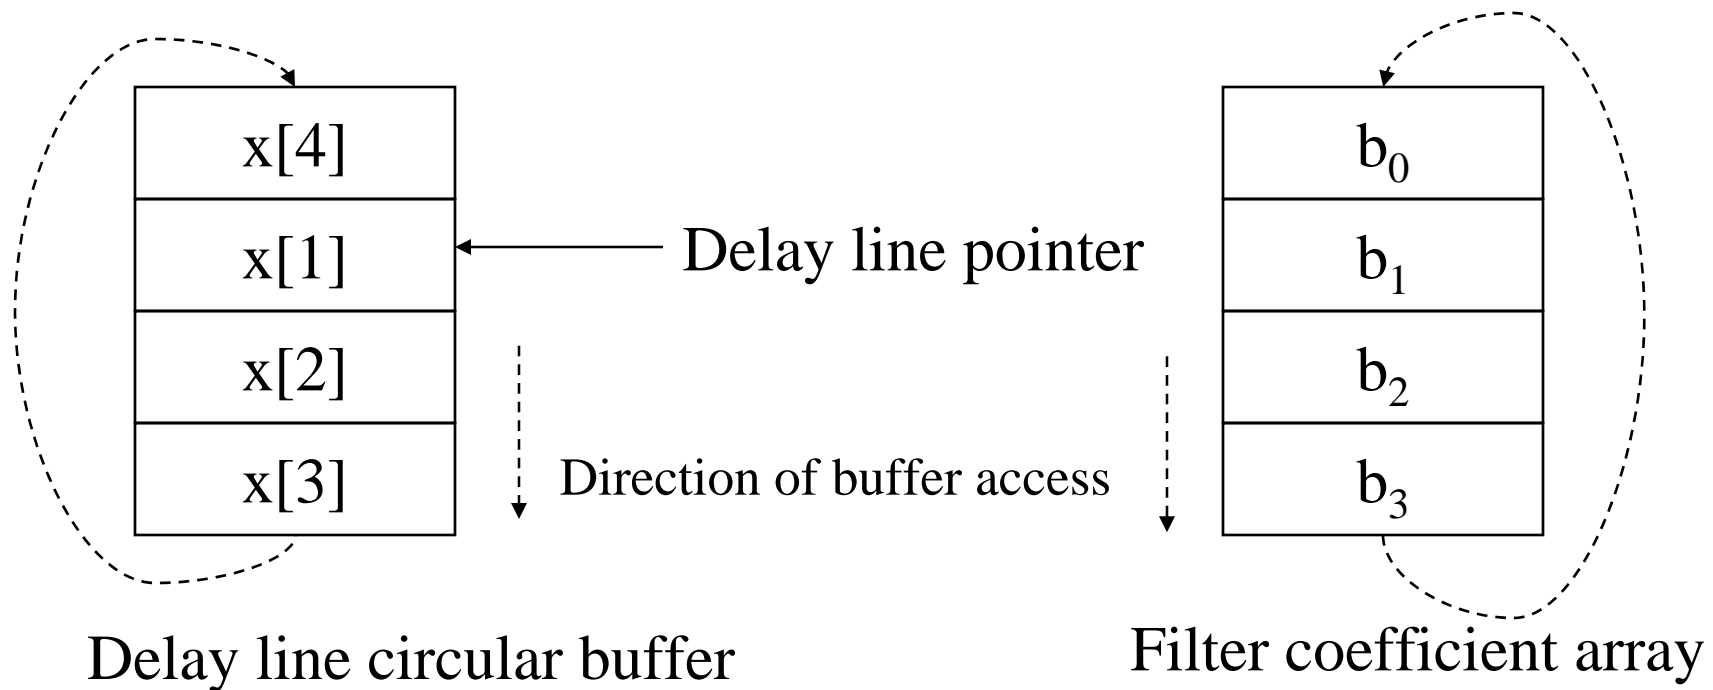 x[4]
x[1]
x[2]
x[3]
Delay line pointer
Direction of buffer access
b₀
b₁
b₂
b₃
Delay line circular buffer
Filter coefficient array